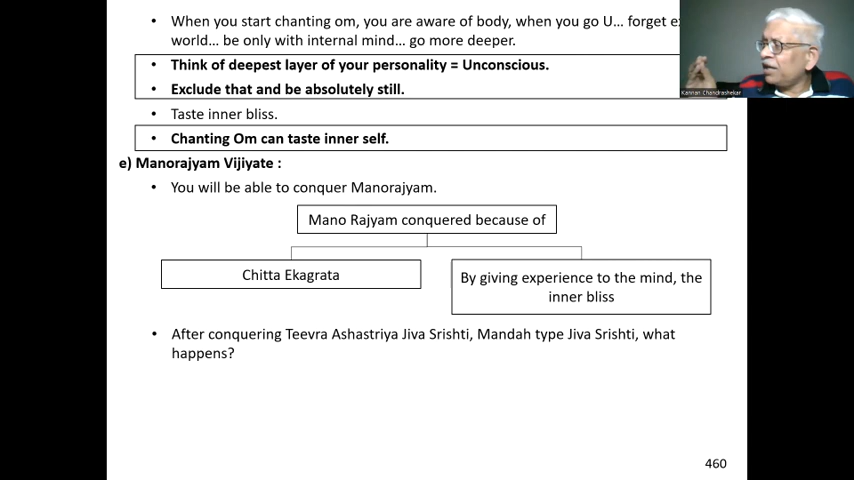 • When you start chanting om, you are aware of body, when you go U... forget
world... be only with internal mind... go more deeper.
• Think of deepest layer of your personality = Unconscious.
• Exclude that and be absolutely still.
• Taste inner bliss.
• Chanting Om can taste inner self.
e) Manorajyam Vijiyate :
• You will be able to conquer Manorajyam.
Mano Rajyam conquered because of
Chitta Ekagrata
By giving experience to the mind, the
inner bliss
• After conquering Teevra Ashastriya Jiva Srishti, Mandah type Jiva Srishti, what
happens?
460
Kannan Chandrashekar